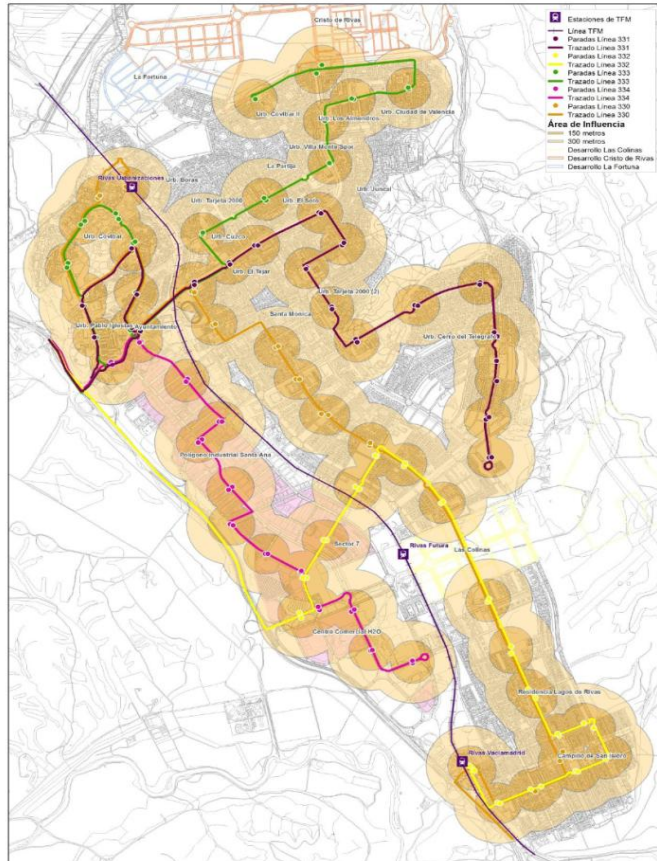 Cristo de Rivas
La Fortuna
Urb. Covibar II
Urb. Los Almendros
Urb. Ciudad de Valencia
Urb. Villa Monte Spor
La Partija
Urb. Juncal
Rivas Urbanizaciones
Urb. Boras
Urb. Tarjeta 2000
Urb. El Soto
Urb. Covibar
Urb. Cuzco
Urb. El Tejar
Urb. Tarjeta 2000 (2)
Santa Mónica
Urb. Pablo Iglesias
Ayuntamiento
Urb. Cerro del Telégrafo
Polígono Industrial Santa Ana
Sector 7
Rivas Futura
Las Colinas
Centro Comercial H2O
Residencia Lagos de Rivas
Rivas Vaciamadrid
Campillo de San Isidro
Estaciones de TFM
Línea TFM
Paradas Línea 331
Trazado Línea 331
Paradas Línea 332
Trazado Línea 332
Paradas Línea 333
Trazado Línea 333
Paradas Línea 334
Trazado Línea 334
Paradas Línea 330
Trazado Línea 330
Área de Influencia
150 metros
300 metros
Desarrollo Las Colinas
Desarrollo Cristo de Rivas
Desarrollo La Fortuna